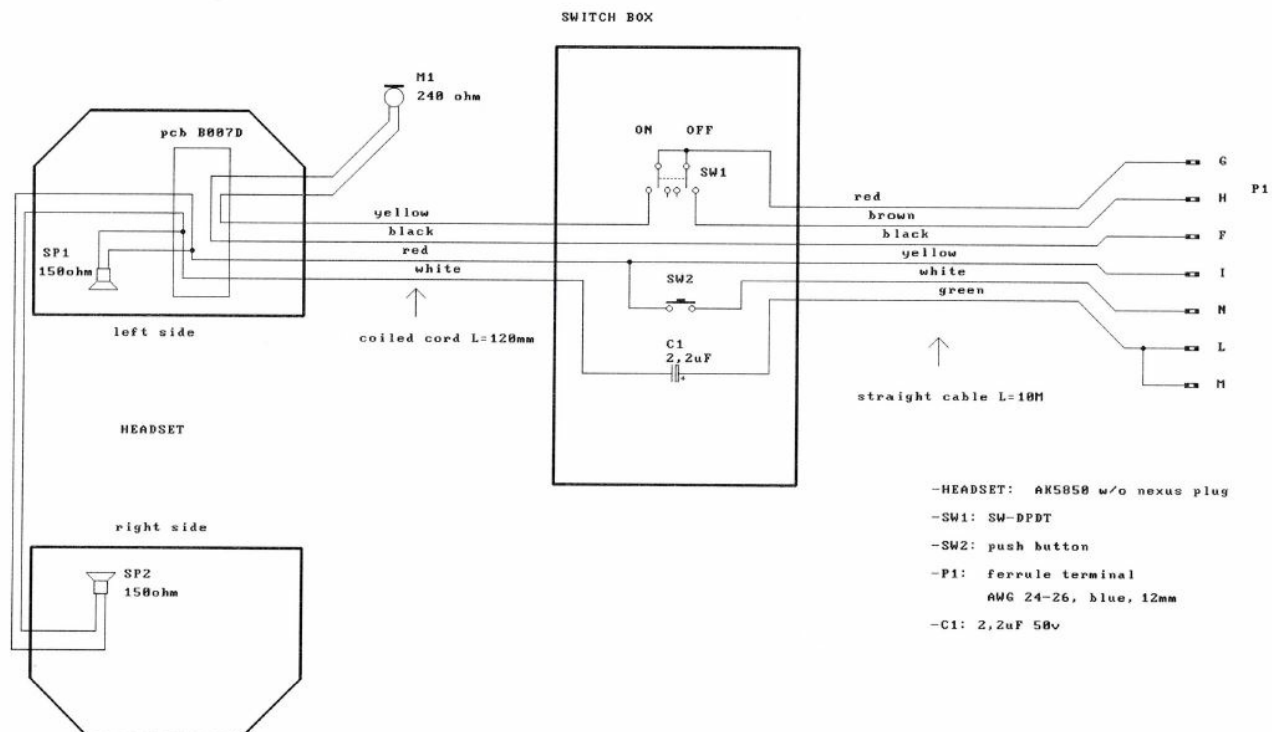 SWITCH BOX
M1
240 ohm
pcb B007D
ON OFF
SW1
G
H
P1
F
I
N
L
M
yellow
black
red
white
red
brown
black
yellow
white
green
SP1
150ohm
SW2
left side
coiled cord L=120mm
C1
2,2uF
+
straight cable L=10M
HEADSET
right side
SP2
150ohm
-HEADSET: AK5850 w/o nexus plug
-SW1: SW-DPDT
-SW2: push button
-P1: ferrule terminal
AWG 24-26, blue, 12mm
-C1: 2,2uF 50v